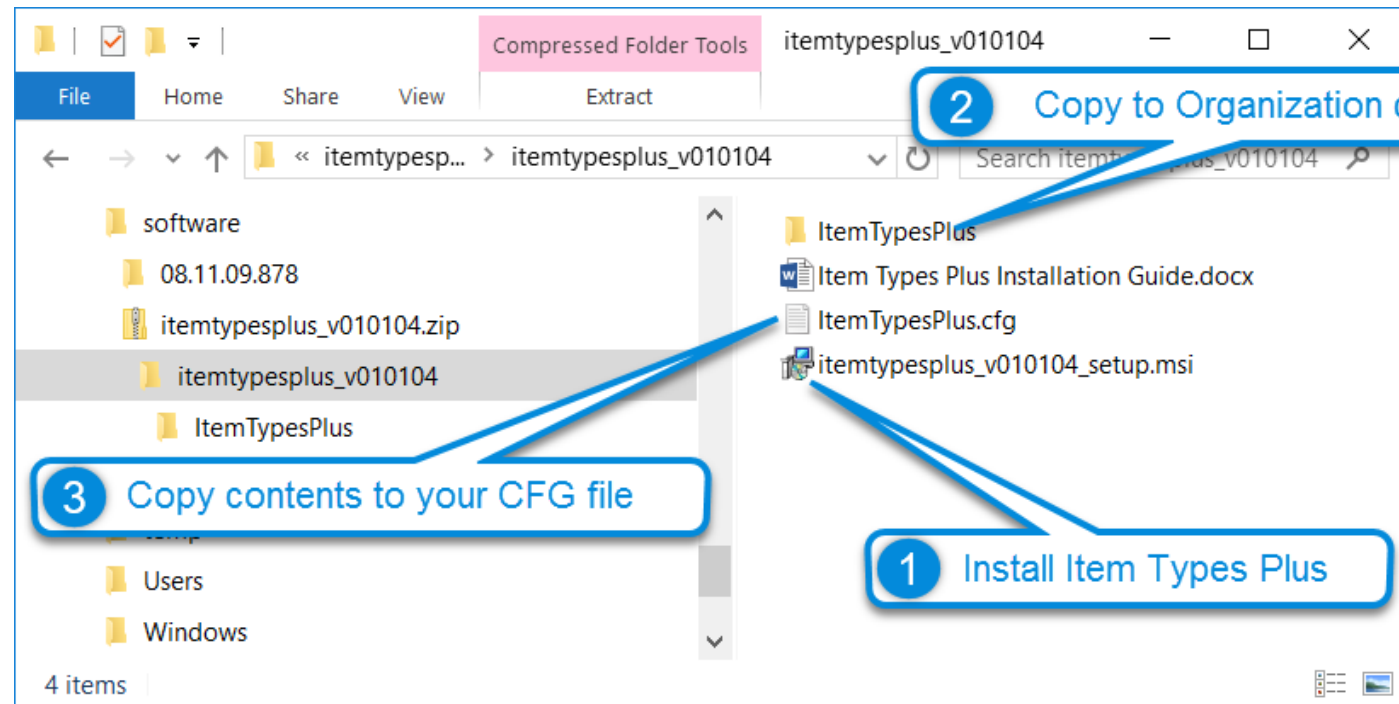 Compressed Folder Tools
itemtypesplus_v010104
File
Home
Share
View
Extract
2
Copy to Organization
« itemtypesp... > itemtypesplus_v010104
Search itemtypesplus_v010104
software
08.11.09.878
itemtypesplus_v010104.zip
itemtypesplus_v010104
ItemTypesPlus
3
Copy contents to your CFG file
Users
Windows
ItemTypesPlus
Item Types Plus Installation Guide.docx
ItemTypesPlus.cfg
itemtypesplus_v010104_setup.msi
1
Install Item Types Plus
4 items